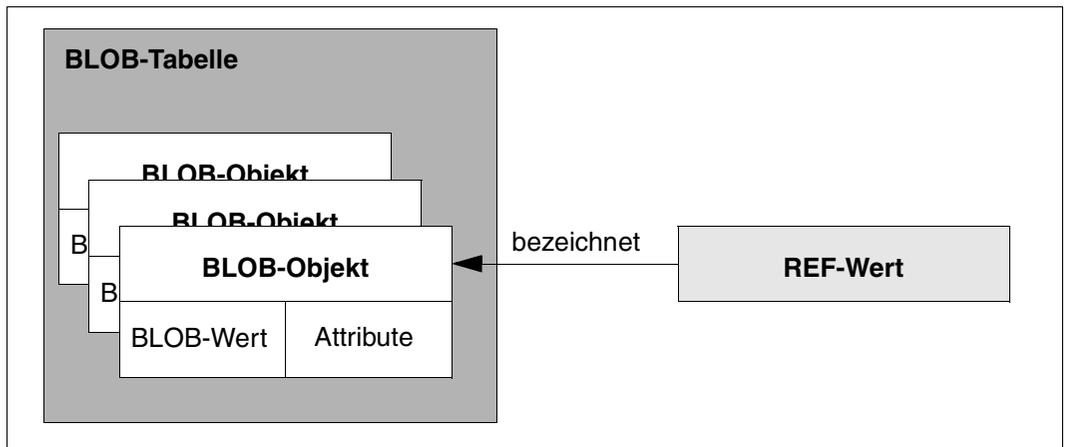 BLOB-Tabelle
BLOB-Objekt
B
BLOB-Objekt
B
BLOB-Objekt
BLOB-Wert
Attribute
bezeichnet
REF-Wert